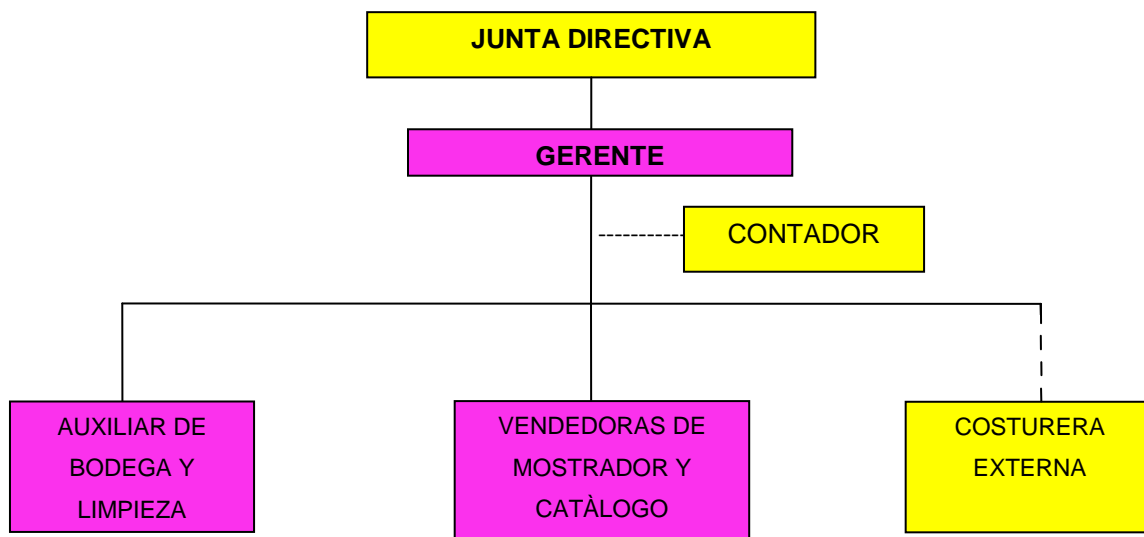 JUNTA DIRECTIVA
GERENTE
CONTADOR
AUXILIAR DE
BODEGA Y
LIMPIEZA
VENDEDORAS DE
MOSTRADOR Y
CATÀLOGO
COSTURERA
EXTERNA